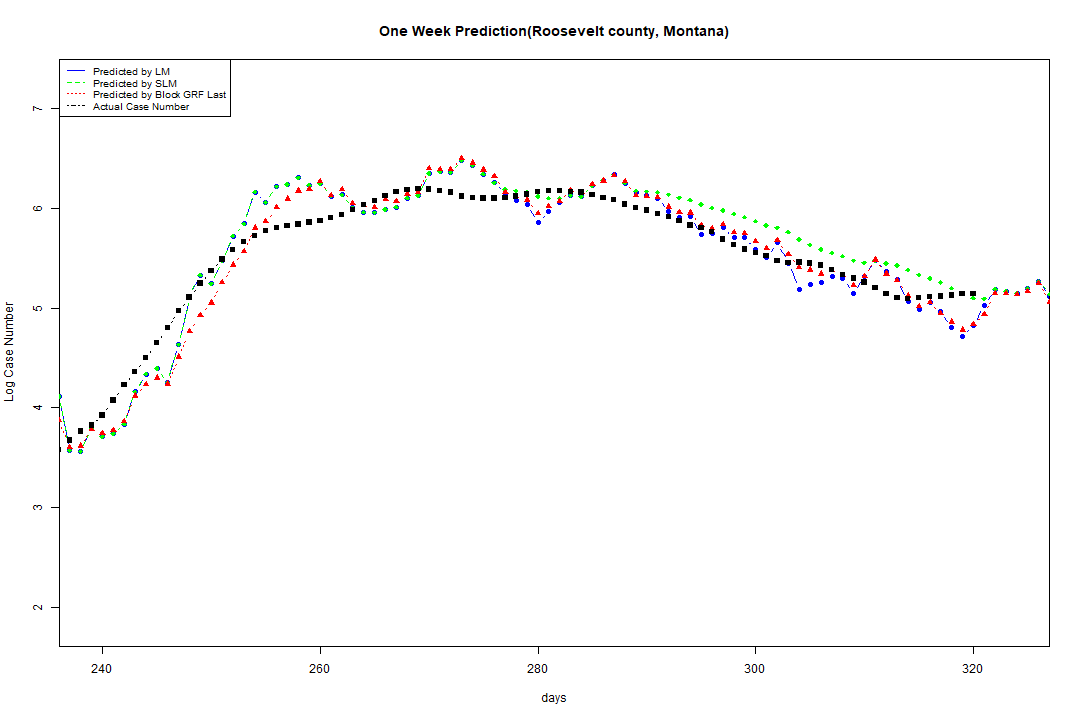 One Week Prediction(Roosevelt county, Montana)
Predicted by LM
Predicted by SLM
Predicted by Block GRF Last
Actual Case Number
7
6
5
4
3
2
Log Case Number
240 260 280 300 320
days